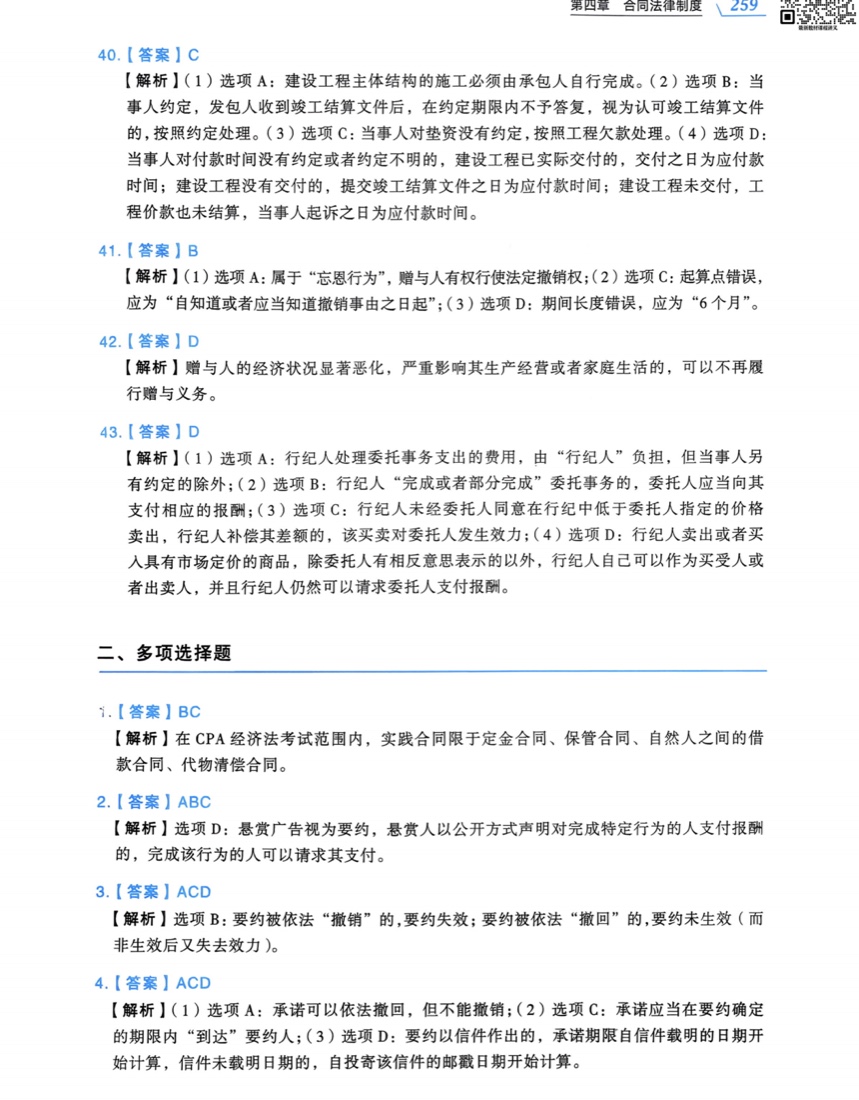 第四章 合同法律制度 259
40.【答案】C
【解析】(1)选项A：建设工程主体结构的施工必须由承包人自行完成。(2)选项B：当
事人约定，发包人收到竣工结算文件后，在约定期限内不予答复，视为认可竣工结算文件
的，按照约定处理。(3)选项C：当事人对垫资没有约定，按照工程欠款处理。(4)选项D：
当事人对付款时间没有约定或者约定不明的，建设工程已实际交付的，交付之日为应付款
时间；建设工程没有交付的，提交竣工结算文件之日为应付款时间；建设工程未交付，工
程价款也未结算，当事人起诉之日为应付款时间。
41.【答案】B
【解析】(1)选项A：属于“忘恩行为”，赠与人有权行使法定撤销权；(2)选项C：起算点错误，
应为“自知道或者应当知道撤销事由之日起”；(3)选项D：期间长度错误，应为“6个月”。
42.【答案】D
【解析】赠与人的经济状况显著恶化，严重影响其生产经营或者家庭生活的，可以不再履
行赠与义务。
43.【答案】D
【解析】(1)选项A：行纪人处理委托事务支出的费用，由“行纪人”负担，但当事人另
有约定的除外；(2)选项B：行纪人“完成或者部分完成”委托事务的，委托人应当向其
支付相应的报酬；(3)选项C：行纪人未经委托人同意在行纪中低于委托人指定的价格
卖出，行纪人补偿其差额的，该买卖对委托人发生效力；(4)选项D：行纪人卖出或者买
入具有市场定价的商品，除委托人有相反意思表示的以外，行纪人自己可以作为买受人或
者出卖人，并且行纪人仍然可以请求委托人支付报酬。
二、多项选择题
1.【答案】BC
【解析】在CPA经济法考试范围内，实践合同限于定金合同、保管合同、自然人之间的借
款合同、代物清偿合同。
2.【答案】ABC
【解析】选项D：悬赏广告视为要约，悬赏人以公开方式声明对完成特定行为的人支付报酬
的，完成该行为的人可以请求其支付。
3.【答案】ACD
【解析】选项B：要约被依法“撤销”的，要约失效；要约被依法“撤回”的，要约未生效（而
非生效后又失去效力）。
4.【答案】ACD
【解析】(1)选项A：承诺可以依法撤回，但不能撤销；(2)选项C：承诺应当在要约确定
的期限内“到达”要约人；(3)选项D：要约以信件作出的，承诺期限自信件载明的日期开
始计算，信件未载明日期的，自投寄该信件的邮戳日期开始计算。